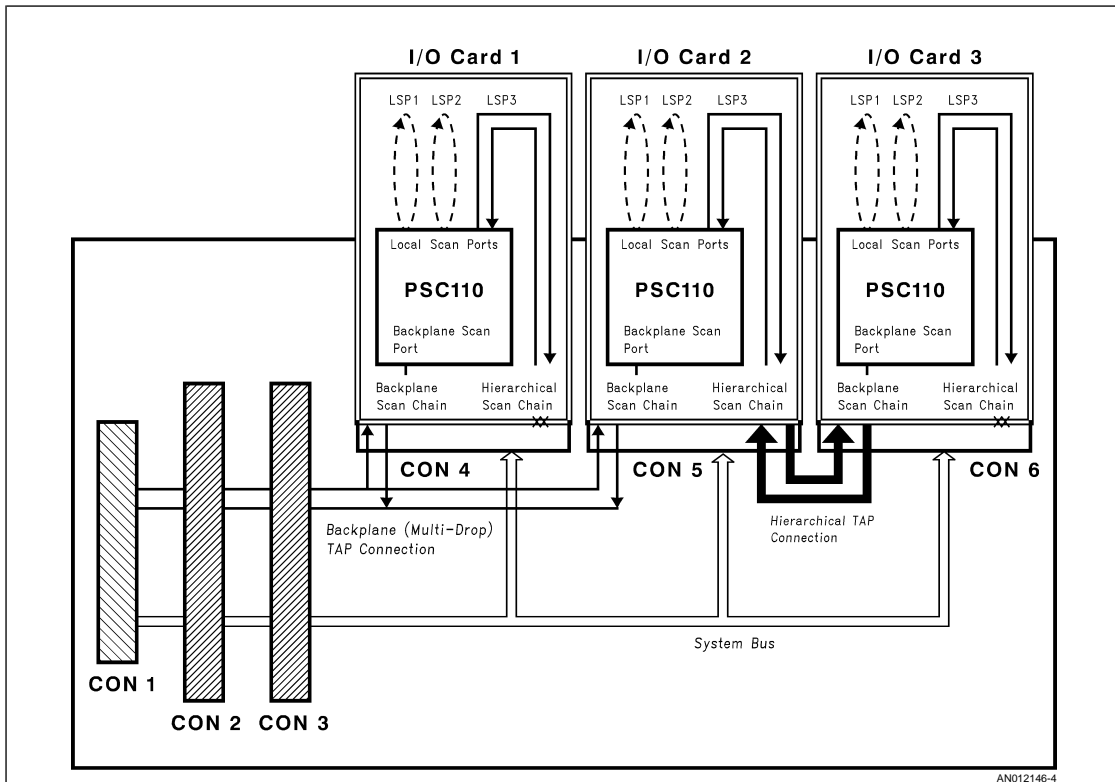 I/O Card 1
I/O Card 2
I/O Card 3
LSP1 LSP2 LSP3
LSP1 LSP2 LSP3
LSP1 LSP2 LSP3
Local Scan Ports
PSC110
Backplane Scan
Port
Local Scan Ports
PSC110
Backplane Scan
Port
Local Scan Ports
PSC110
Backplane Scan
Port
Backplane
Scan Chain
Hierarchical
Scan Chain
Backplane
Scan Chain
Hierarchical
Scan Chain
Backplane
Scan Chain
Hierarchical
Scan Chain
CON 4
CON 5
CON 6
Backplane (Multi-Drop)
TAP Connection
Hierarchical TAP
Connection
System Bus
CON 1
CON 2
CON 3
AN012146-4